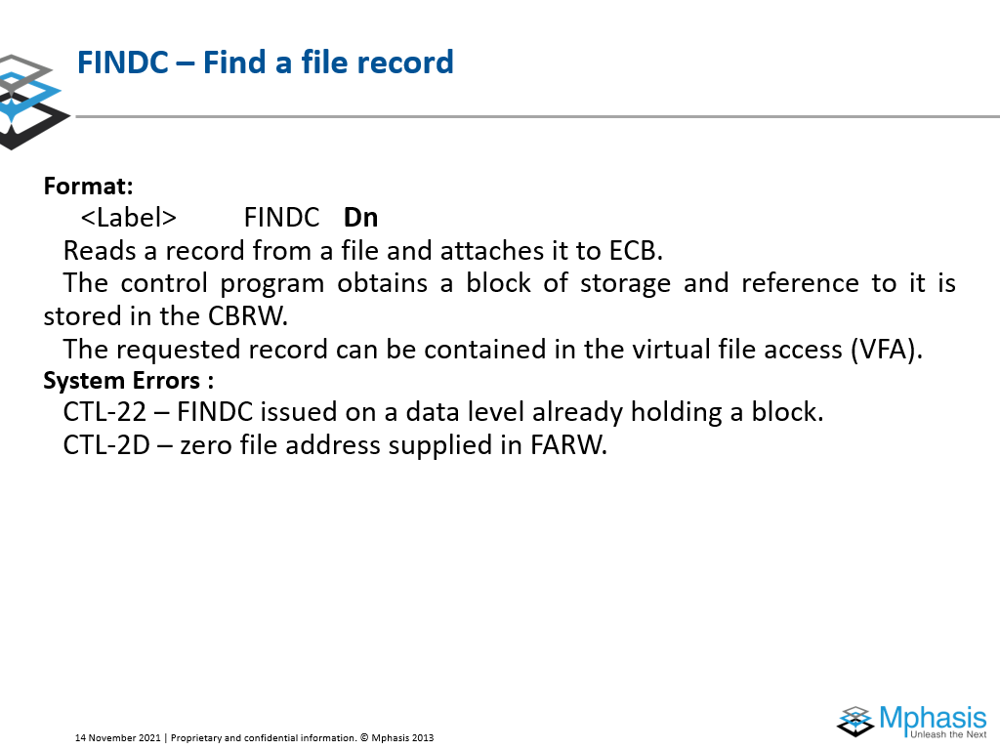 FINDC – Find a file record
Format:
<Label> FINDC Dn
Reads a record from a file and attaches it to ECB.
The control program obtains a block of storage and reference to it is
stored in the CBRW.
The requested record can be contained in the virtual file access (VFA).
System Errors :
CTL-22 – FINDC issued on a data level already holding a block.
CTL-2D – zero file address supplied in FARW.
14 November 2021 | Proprietary and confidential information. © Mphasis 2013
Mphasis
Unleash the Next